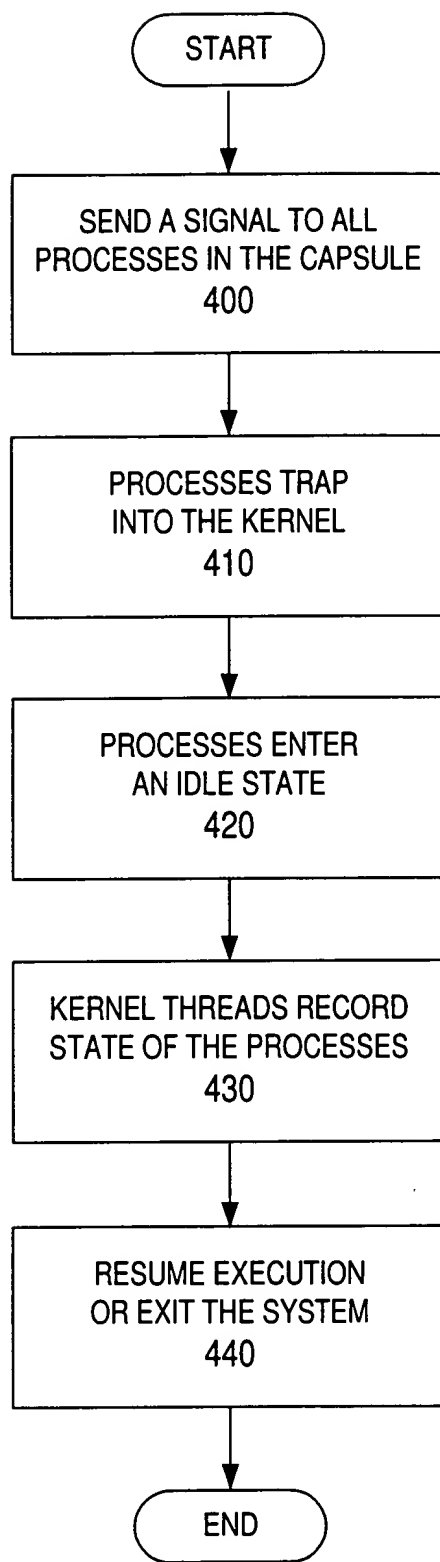 START
SEND A SIGNAL TO ALL
PROCESSES IN THE CAPSULE
400
PROCESSES TRAP
INTO THE KERNEL
410
PROCESSES ENTER
AN IDLE STATE
420
KERNEL THREADS RECORD
STATE OF THE PROCESSES
430
RESUME EXECUTION
OR EXIT THE SYSTEM
440
END